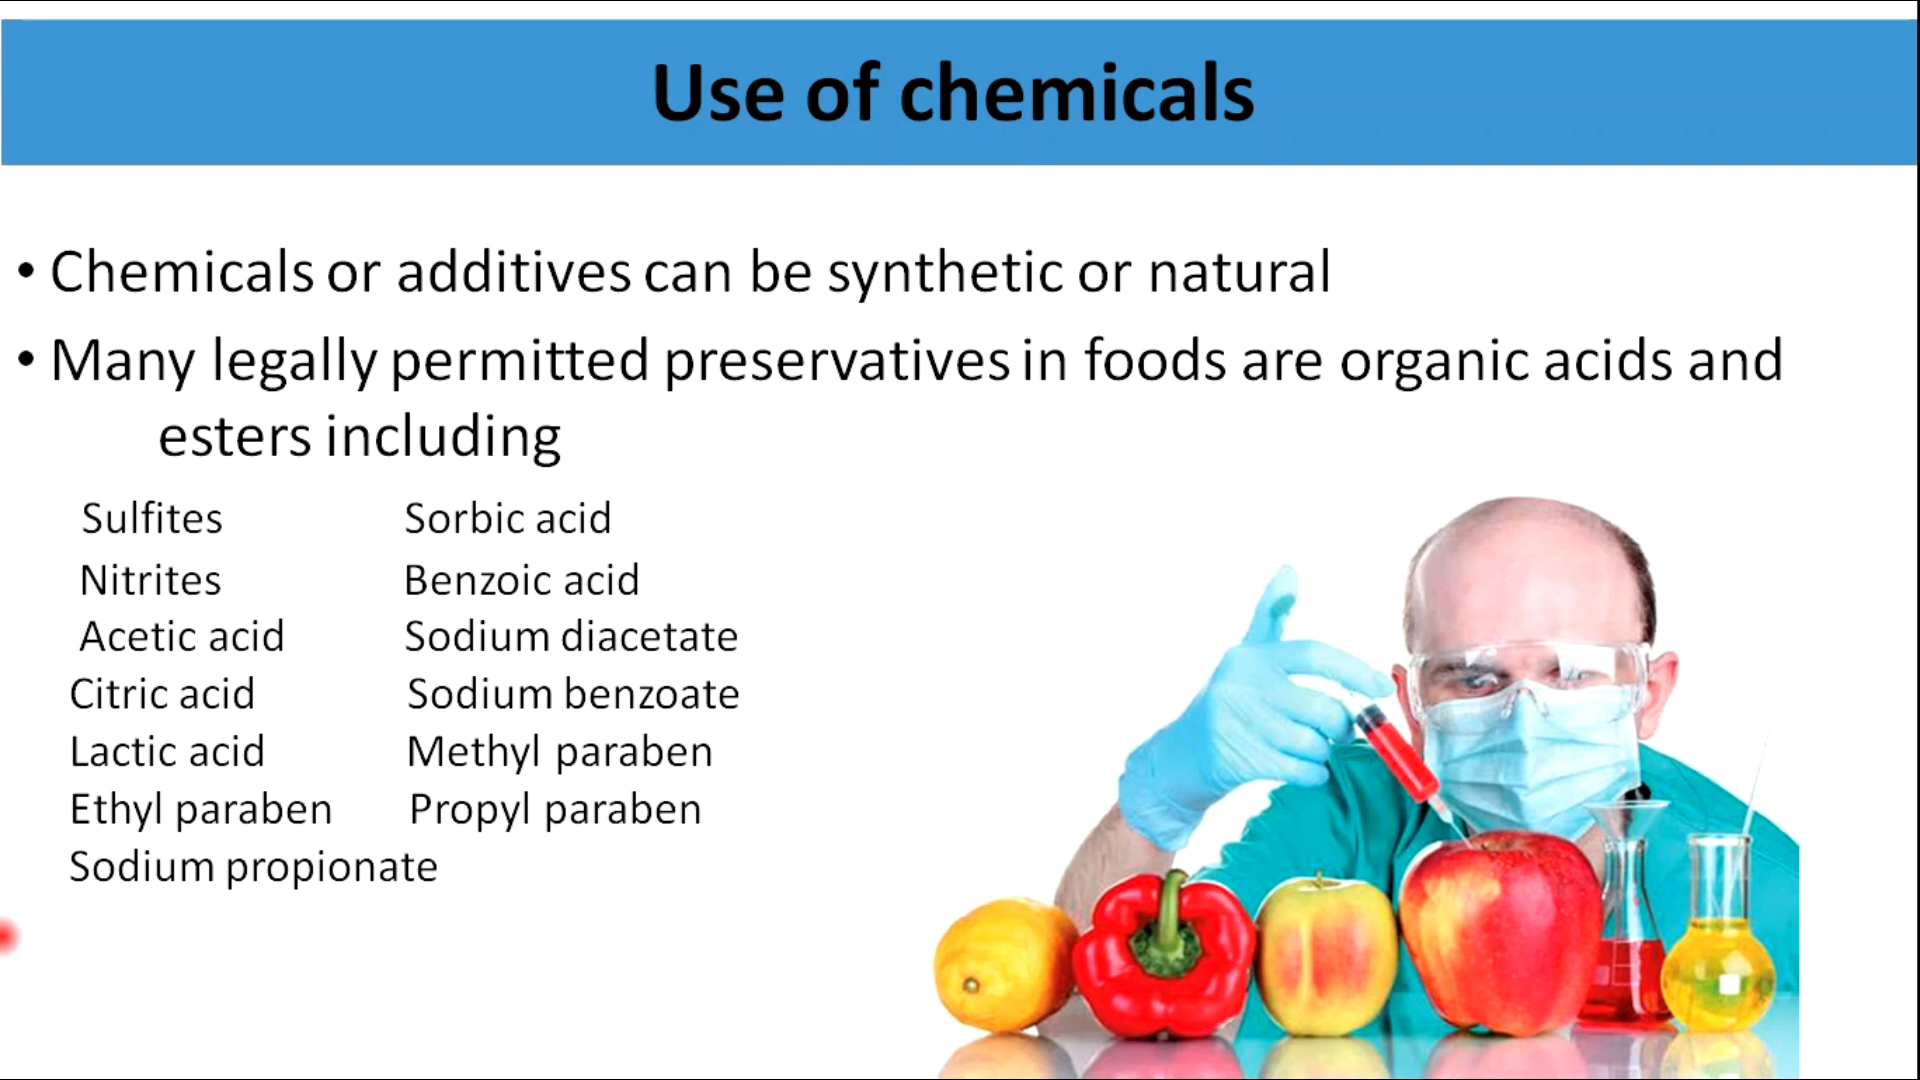 Use of chemicals
• Chemicals or additives can be synthetic or natural
• Many legally permitted preservatives in foods are organic acids and
esters including
Sulfites Sorbic acid
Nitrites Benzoic acid
Acetic acid Sodium diacetate
Citric acid Sodium benzoate
Lactic acid Methyl paraben
Ethyl paraben Propyl paraben
Sodium propionate